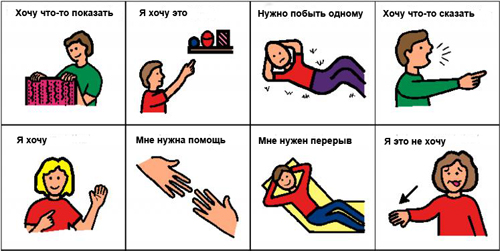 Хочу что-то показать
Я хочу это
Нужно побыть одному
Хочу что-то сказать
Я хочу
Мне нужна помощь
Мне нужен перерыв
Я это не хочу